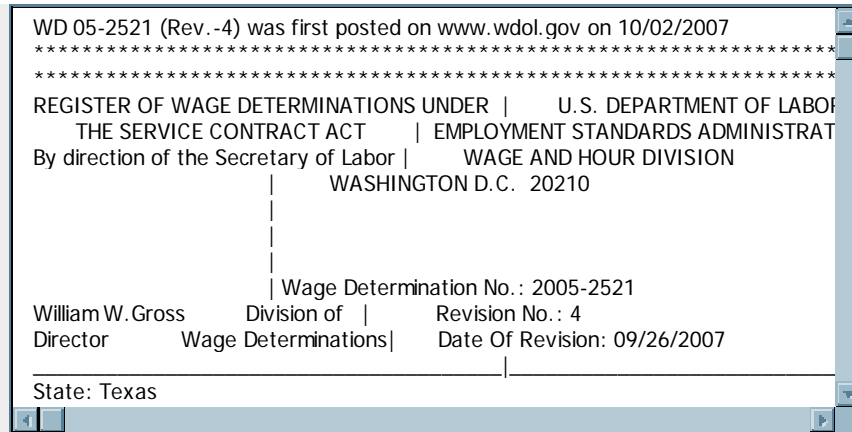 WD 05-2521 (Rev.-4) was first posted on www.wdol.gov on 10/02/2007
*******************************************************************
*******************************************************************
REGISTER OF WAGE DETERMINATIONS UNDER | U.S. DEPARTMENT OF LABOR
THE SERVICE CONTRACT ACT | EMPLOYMENT STANDARDS ADMINISTRAT
By direction of the Secretary of Labor | WAGE AND HOUR DIVISION
| WASHINGTON D.C. 20210
|
|
|
| Wage Determination No.: 2005-2521
William W.Gross Division of | Revision No.: 4
Director Wage Determinations| Date Of Revision: 09/26/2007
_______________________________________|___________________________
State: Texas